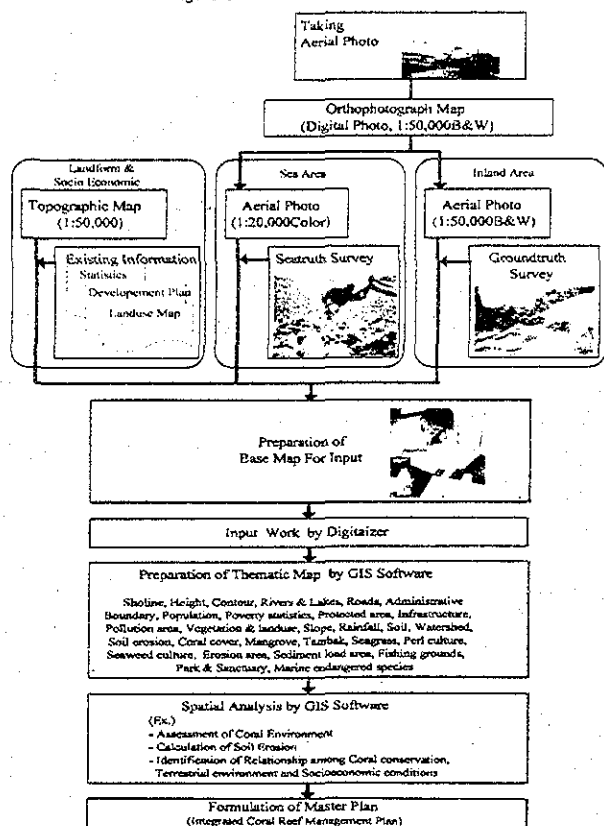 Taking
Aerial Photo
Orthophotograph Map
(Digital Photo, 1:50,000B&W)
Landform &
Socio Economic
Topographic Map
(1:50,000)
Existing Information
Statistics
Developement Plan
Landuse Map
Sea Area
Aerial Photo
(1:20,000Color)
Seatruth Survey
Inland Area
Aerial Photo
(1:50,000B&W)
Groundtruth
Survey
Preparation of
Base Map For Input
Input Work by Digitaizer
Preparation of Thematic Map by GIS Software
Sholine, Height, Contour, Rivers & Lakes, Roads, Administrative
Boundary, Population, Poverty statistics, Protected area, Infrastructure,
Pollution area, Vegetation & landuse, Slope, Rainfall, Soil, Watershed,
Soil erosion, Coral cover, Mangrove, Tambak, Seagrass, Perl culture,
Seaweed culture, Erosion area, Sediment load area, Fishing grounds,
Park & Sanctuary, Marine endangered species
Spatial Analysis by GIS Software
(Ex.)
- Assessment of Coral Environment
- Calculation of Soil Erosion
- Identification of Relationship among Coral conservation,
Terrestrial environment and Socioeconomic conditions
Formulation of Master Plan
(Integrated Coral Reef Management Plan)